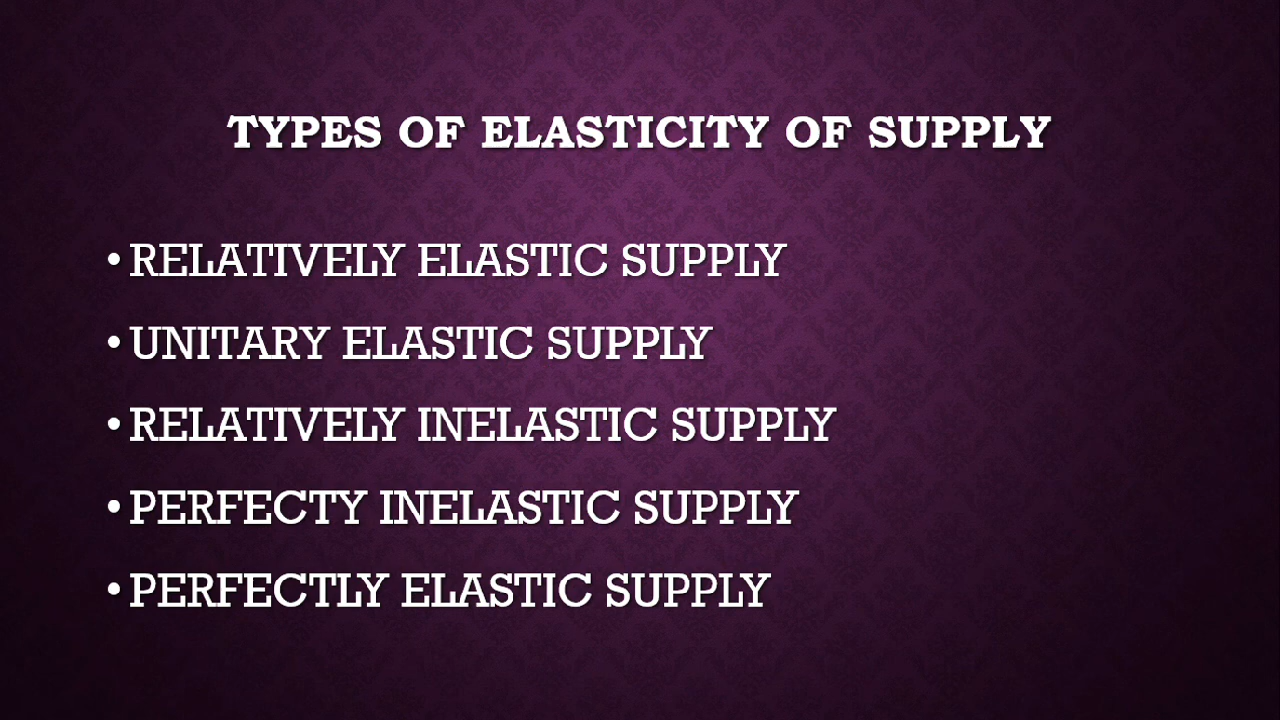 TYPES OF ELASTICITY OF SUPPLY
• RELATIVELY ELASTIC SUPPLY
• UNITARY ELASTIC SUPPLY
• RELATIVELY INELASTIC SUPPLY
• PERFECTY INELASTIC SUPPLY
• PERFECTLY ELASTIC SUPPLY